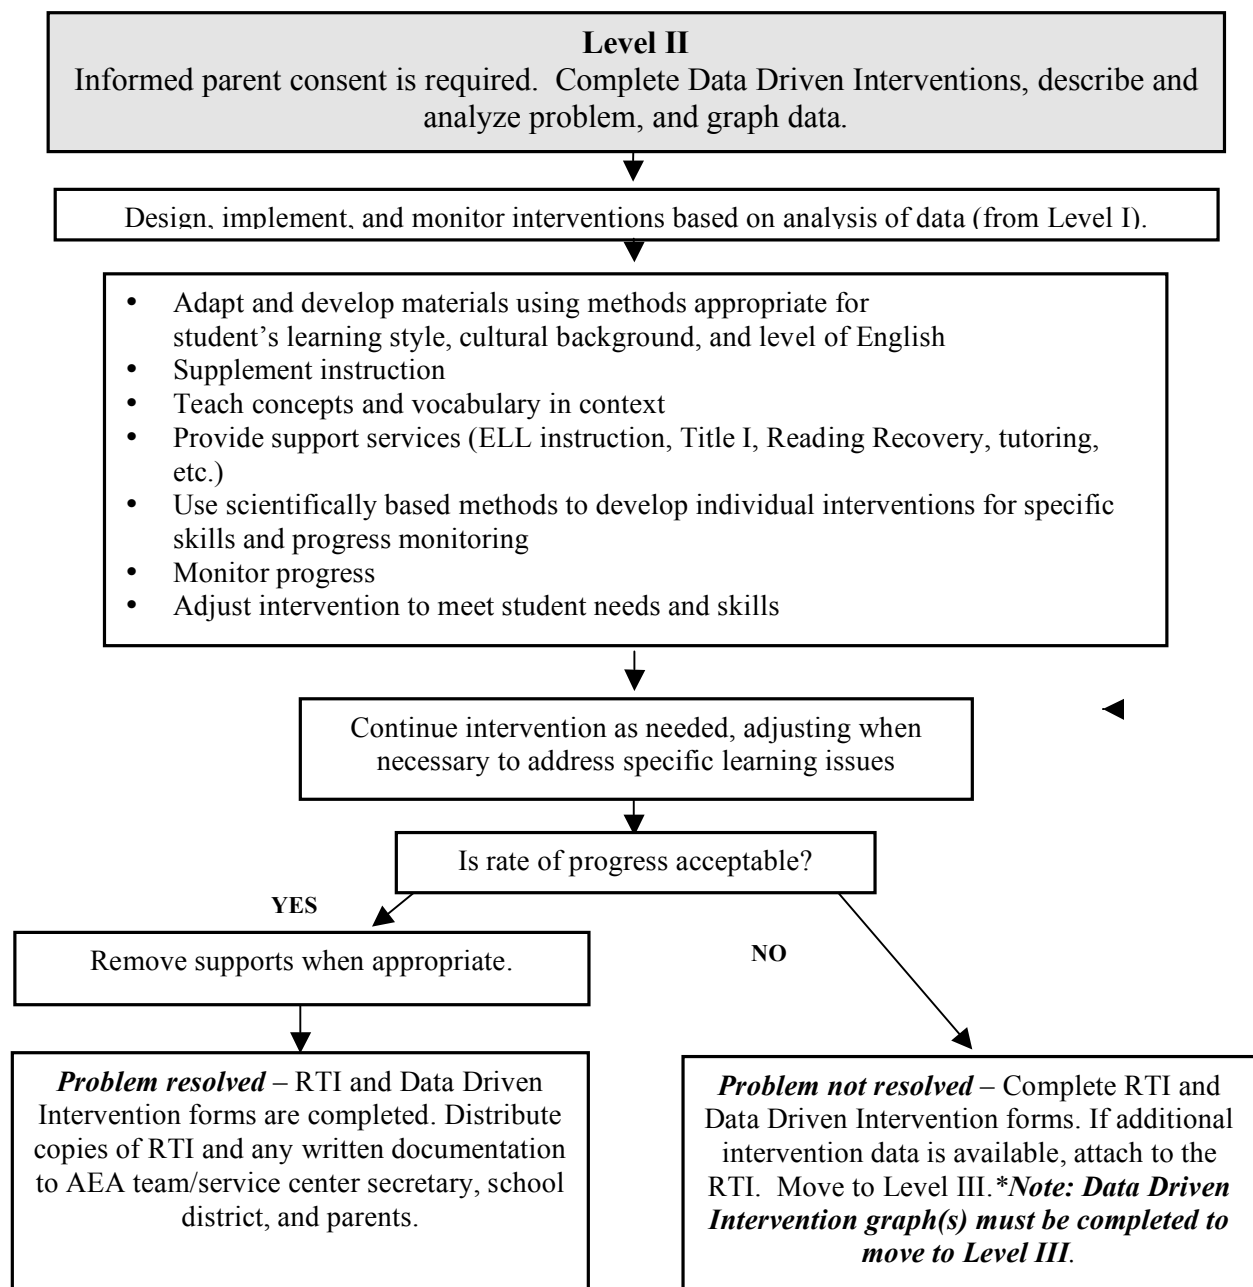 Level II
Informed parent consent is required.  Complete Data Driven Interventions, describe and
analyze problem, and graph data.
Design, implement, and monitor interventions based on analysis of data (from Level I).
• Adapt and develop materials using methods appropriate for
student’s learning style, cultural background, and level of English
• Supplement instruction
• Teach concepts and vocabulary in context
• Provide support services (ELL instruction, Title I, Reading Recovery, tutoring,
etc.)
• Use scientifically based methods to develop individual interventions for specific
skills and progress monitoring
• Monitor progress
• Adjust intervention to meet student needs and skills
Continue intervention as needed, adjusting when
necessary to address specific learning issues
Is rate of progress acceptable?
YES
NO
Remove supports when appropriate.
Problem resolved – RTI and Data Driven
Intervention forms are completed. Distribute
copies of RTI and any written documentation
to AEA team/service center secretary, school
district, and parents.
Problem not resolved – Complete RTI and
Data Driven Intervention forms. If additional
intervention data is available, attach to the
RTI.  Move to Level III.*Note: Data Driven
Intervention graph(s) must be completed to
move to Level III.